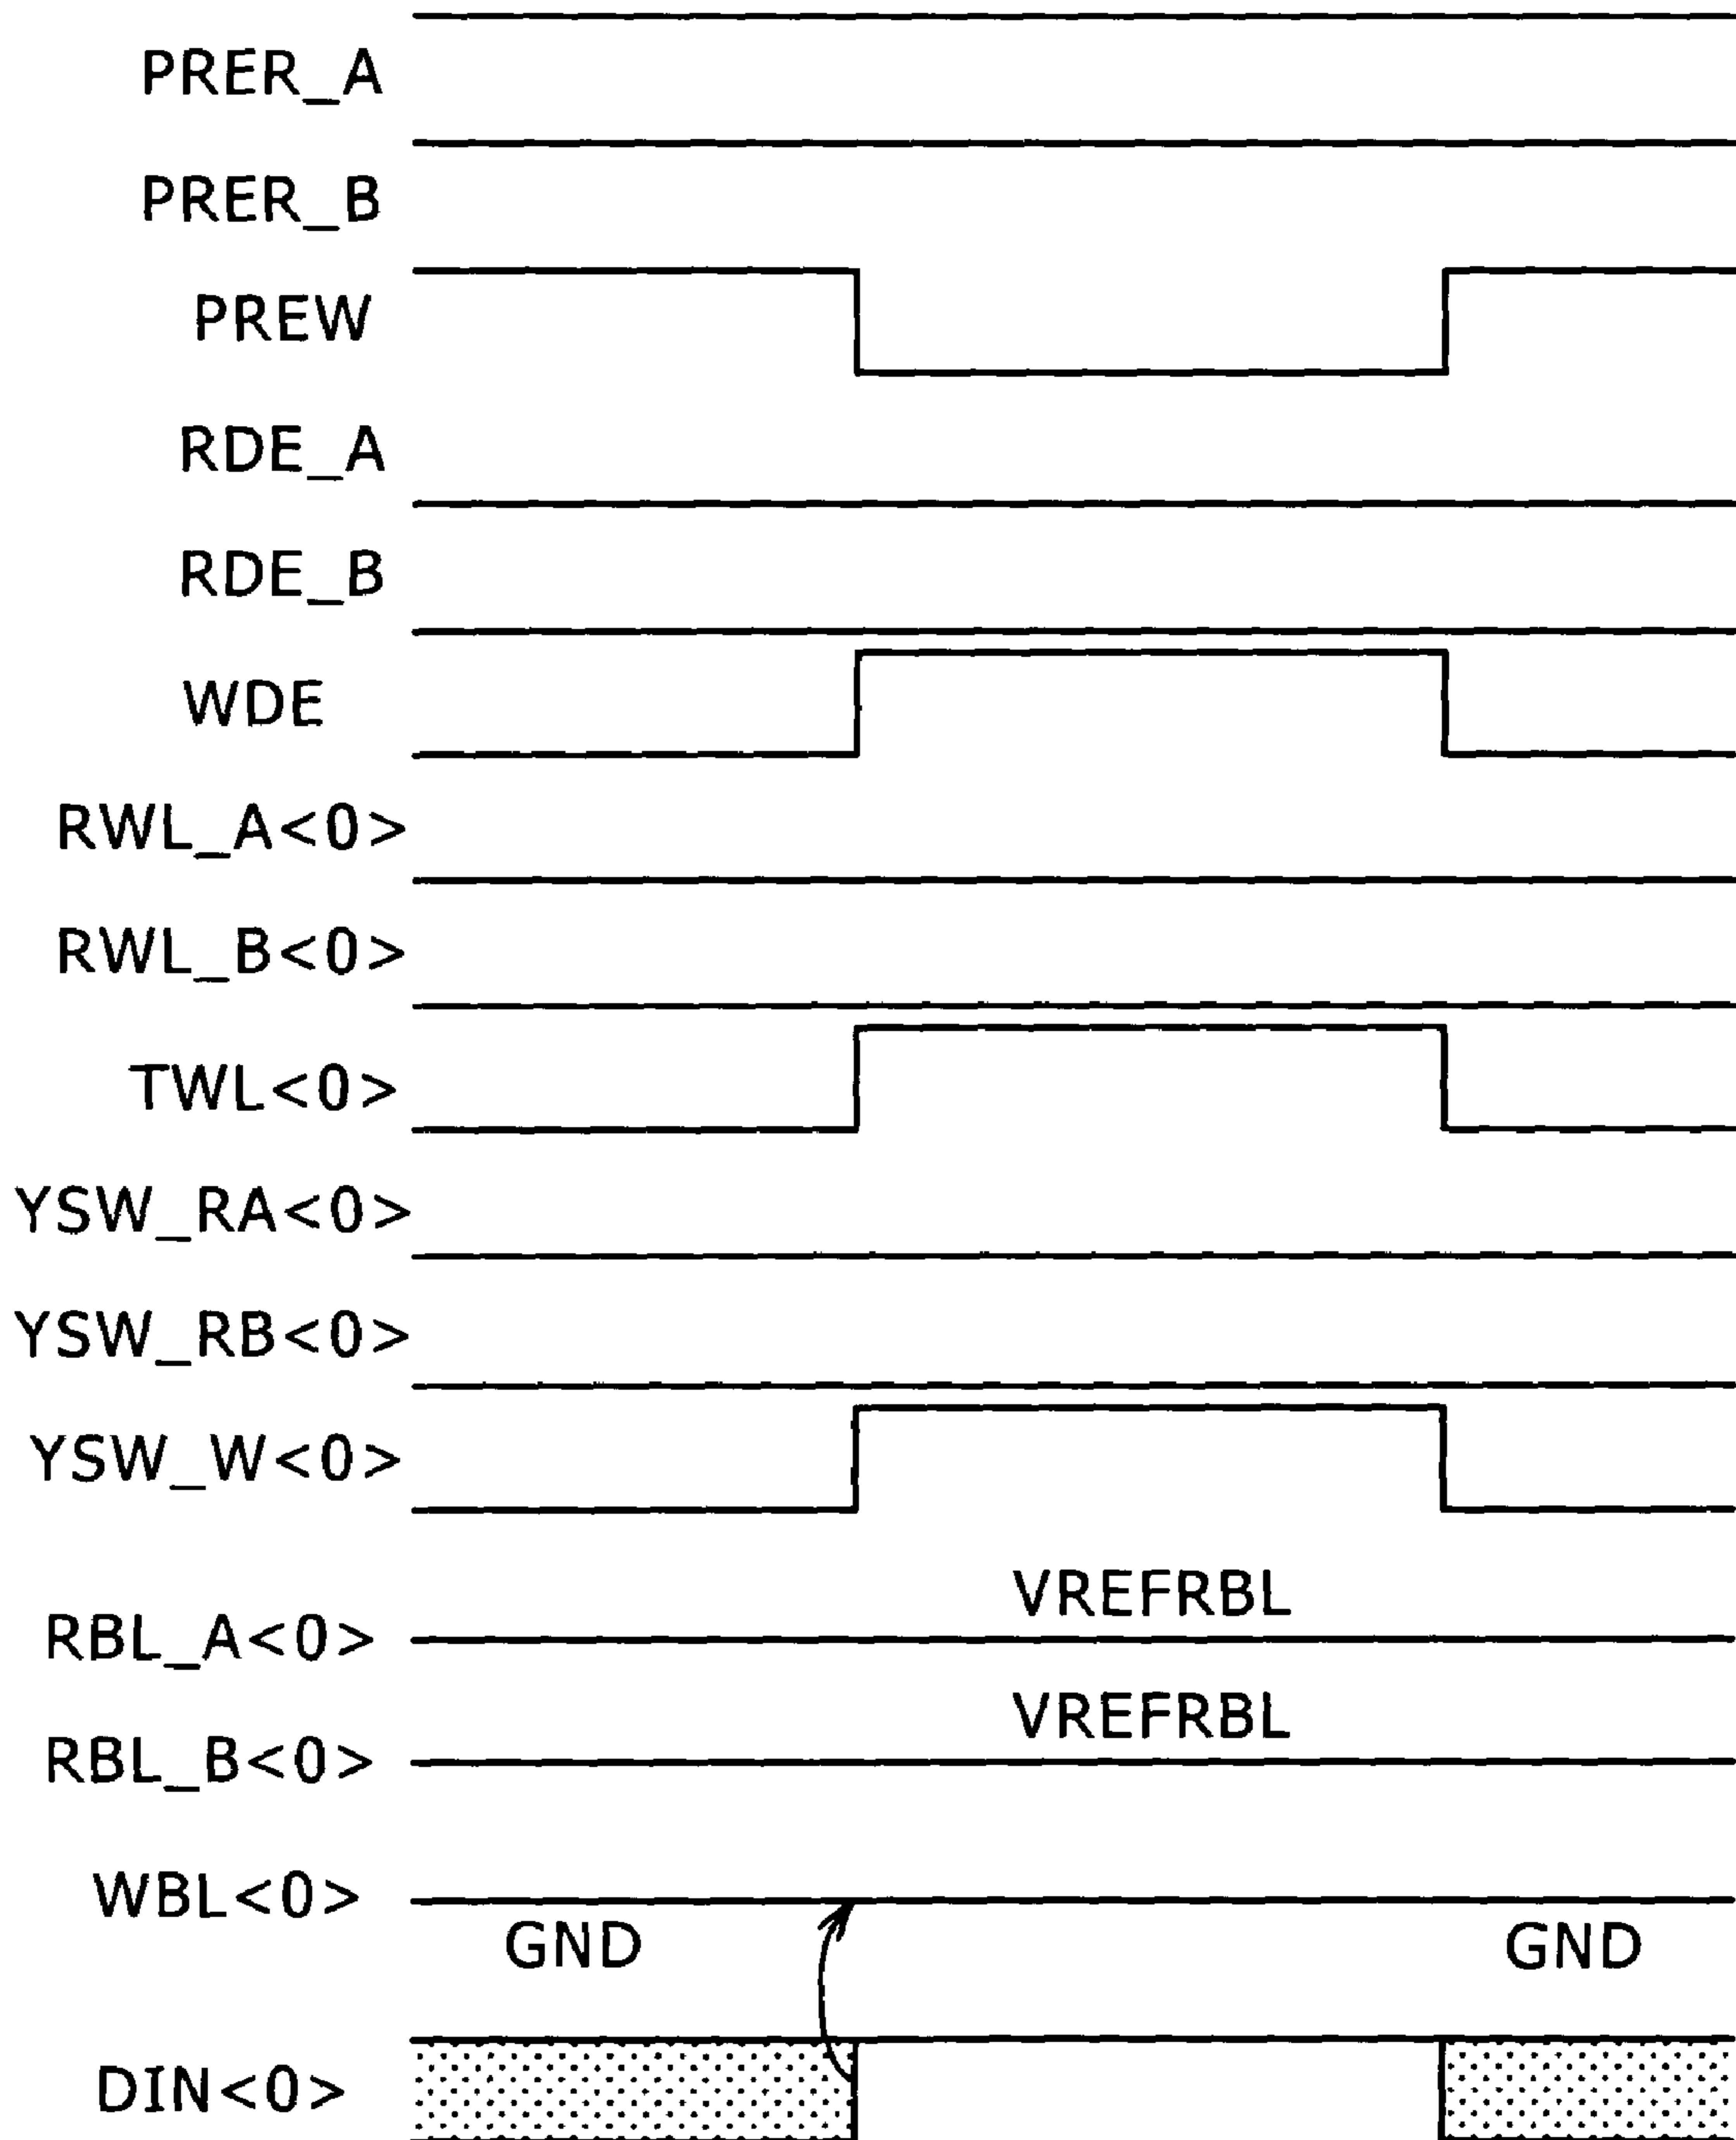 PRER_A
PRER_B
PREW
RDE_A
RDE_B
WDE
RWL_A<0>
RWL_B<0>
TWL<0>
YSW_RA<0>
YSW_RB<0>
YSW_W<0>
VREFRBL
RBL_A<0>
VREFRBL
RBL_B<0>
WBL<0>
GND GND
DIN<0>